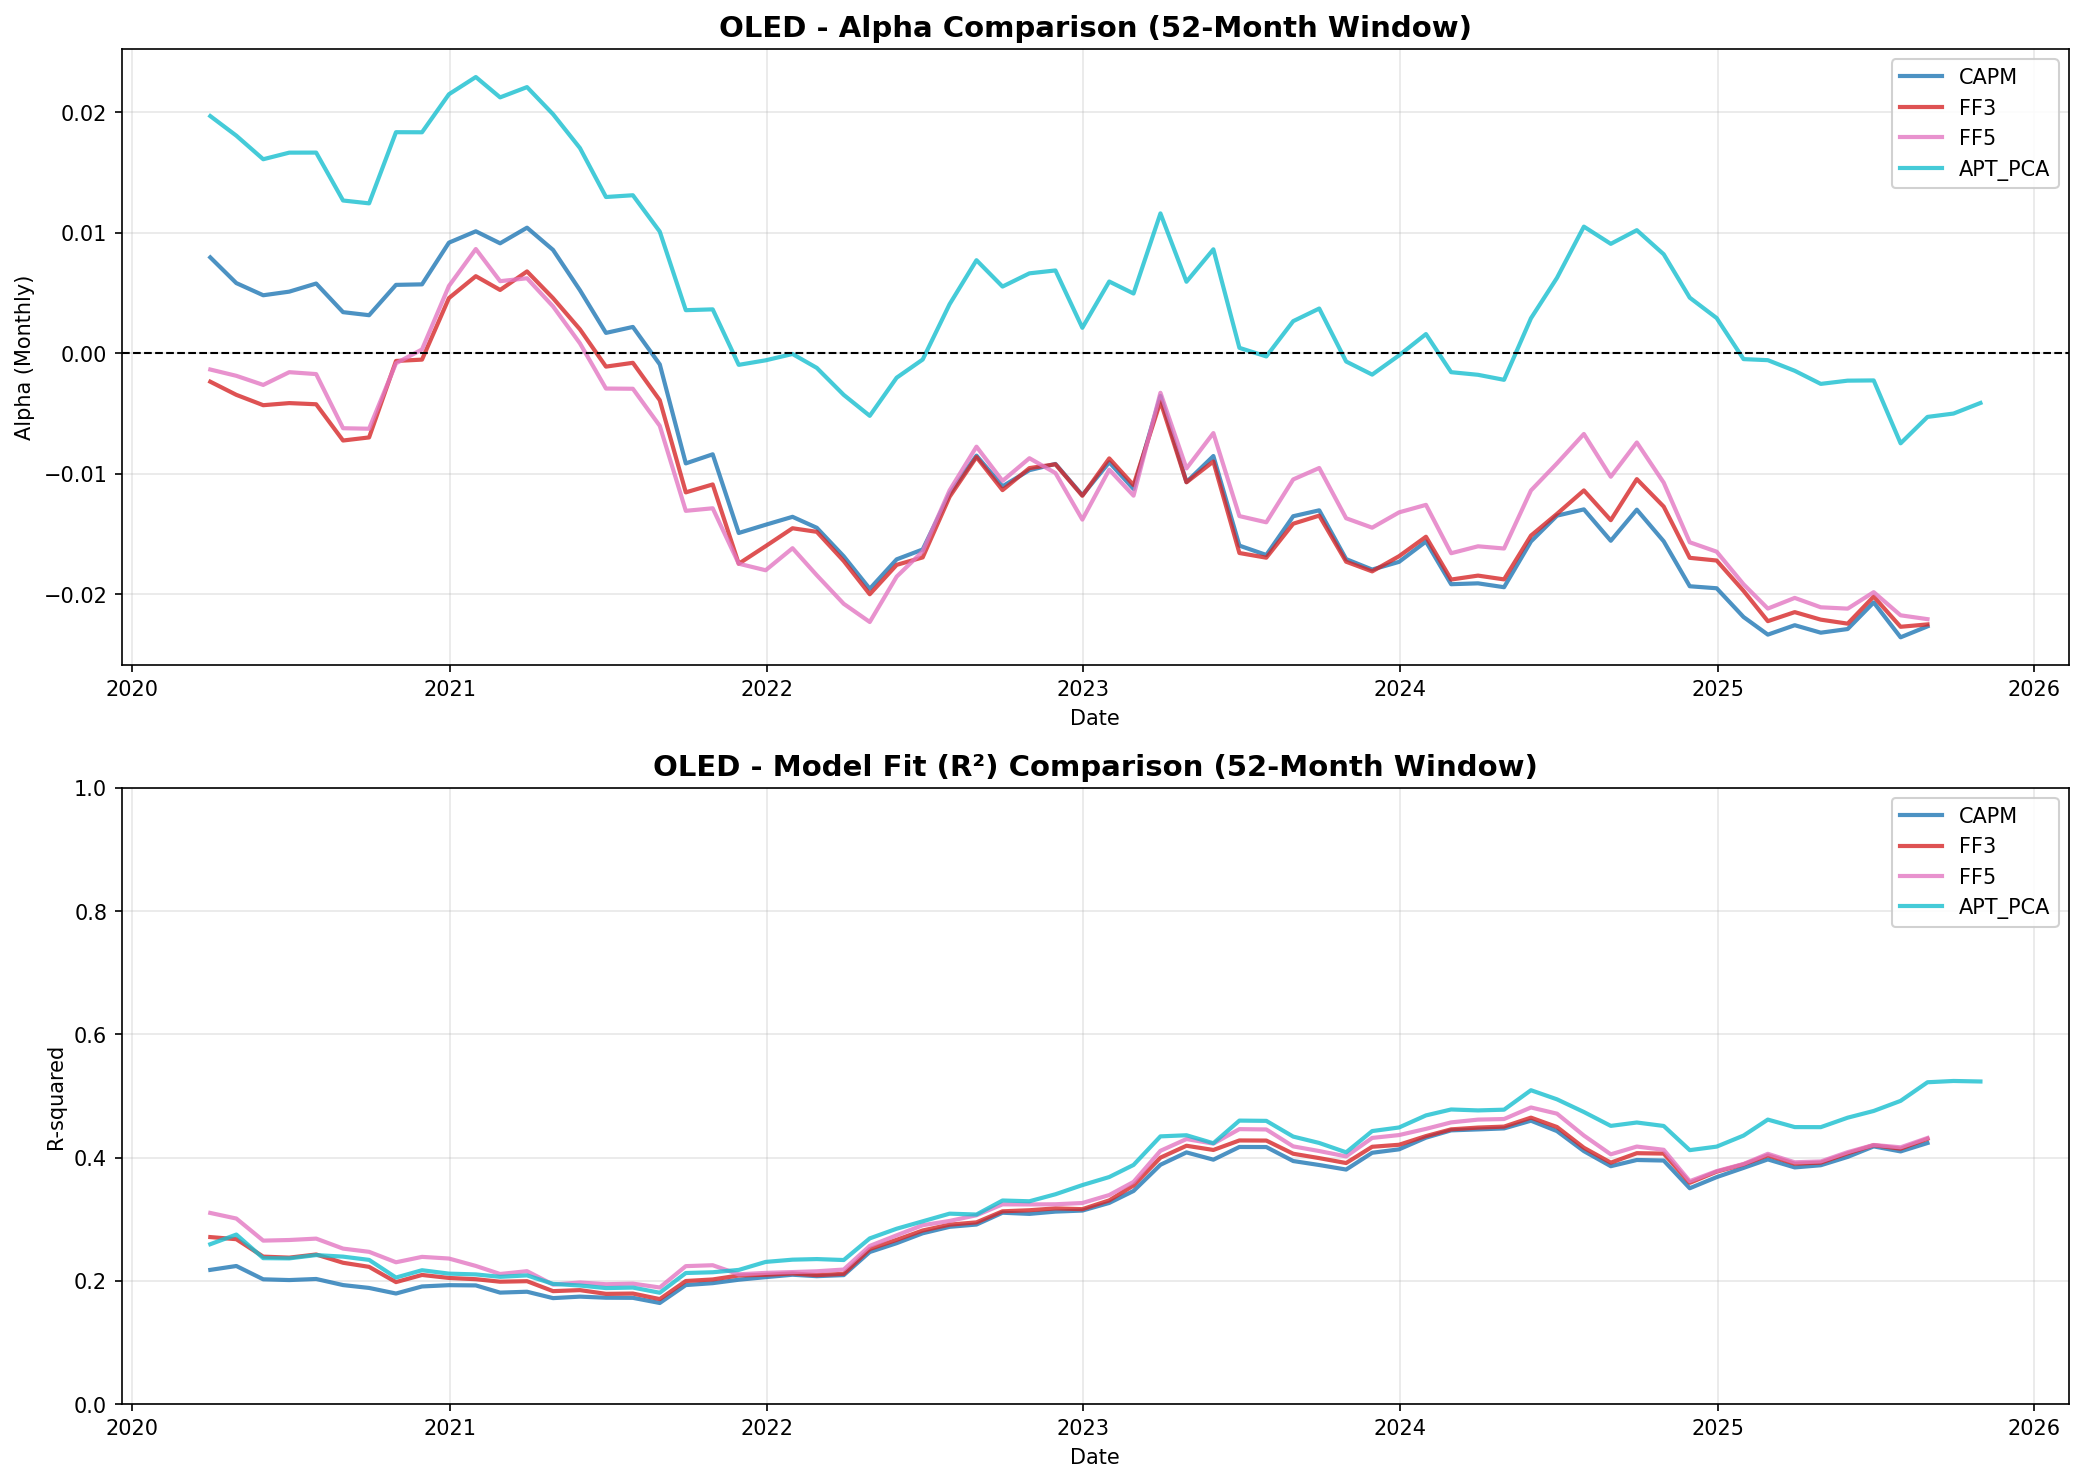 OLED - Alpha Comparison (52-Month Window)
CAPM
FF3
FF5
APT_PCA
Alpha (Monthly)
0.02
0.01
0.00
−0.01
−0.02
2020 2021 2022 2023 2024 2025 2026
Date
OLED - Model Fit (R²) Comparison (52-Month Window)
CAPM
FF3
FF5
APT_PCA
R-squared
1.0
0.8
0.6
0.4
0.2
0.0
2020 2021 2022 2023 2024 2025 2026
Date